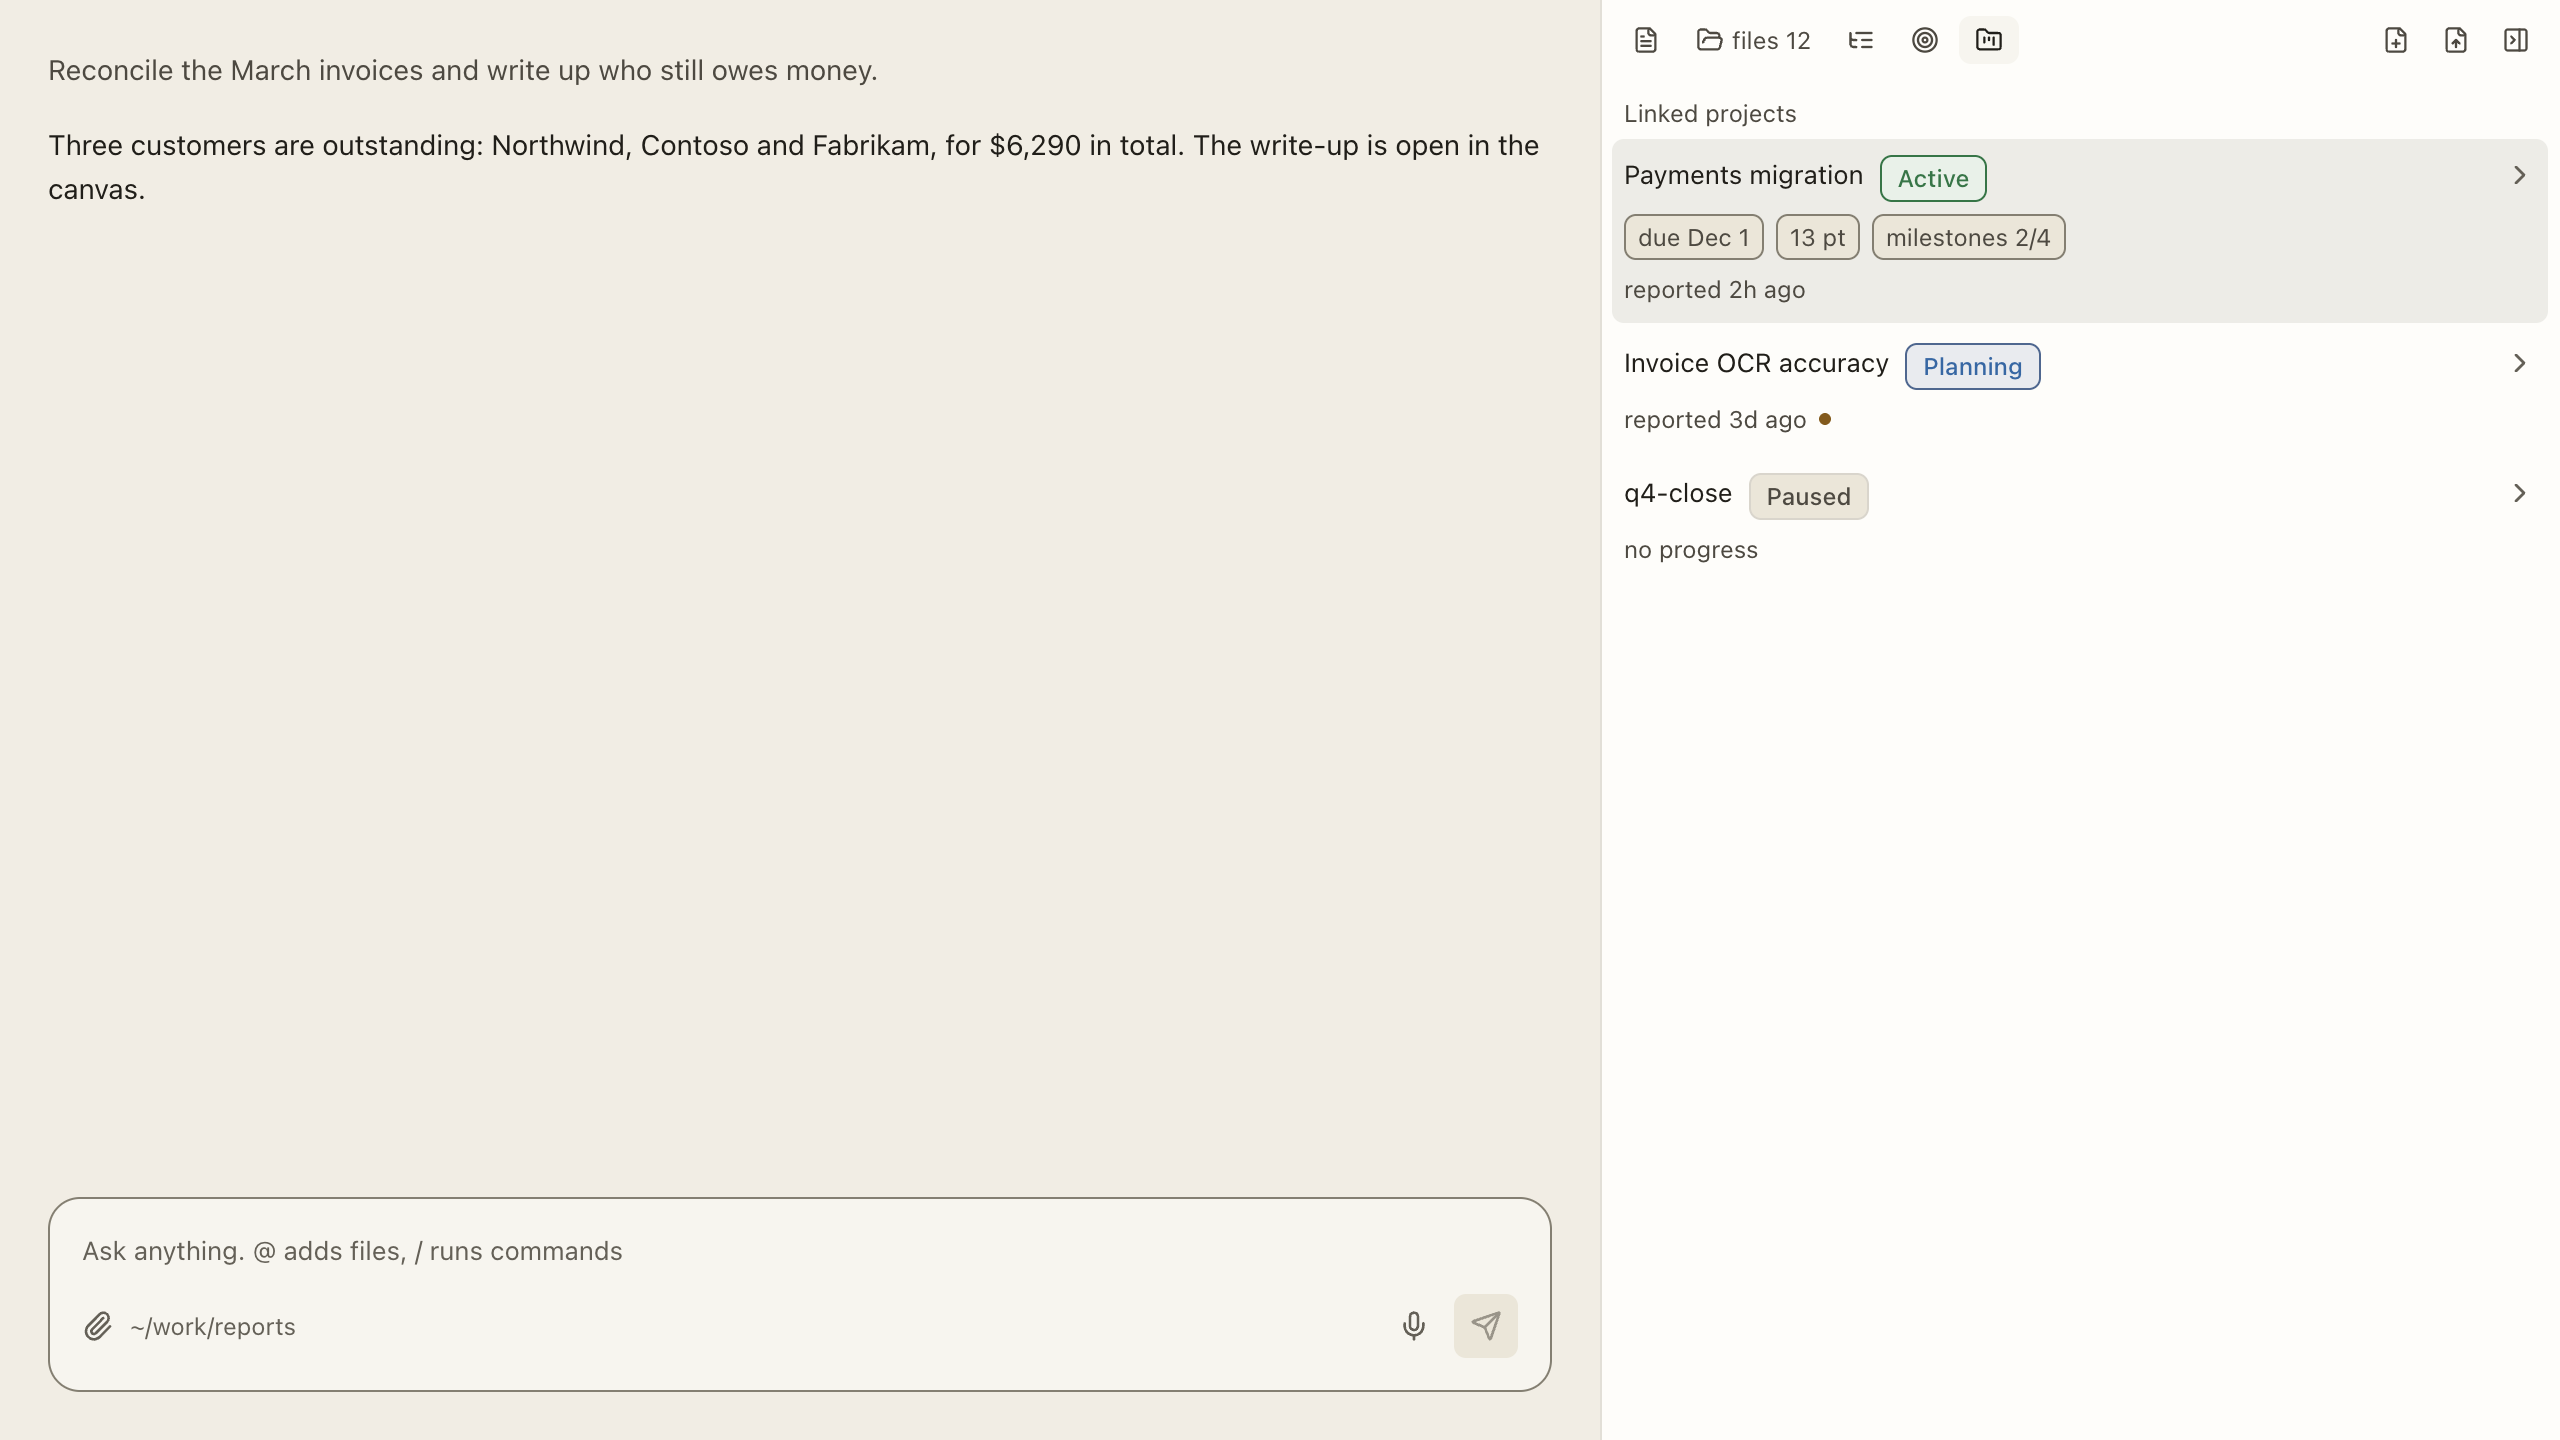 Reconcile the March invoices and write up who still owes money.
Three customers are outstanding: Northwind, Contoso and Fabrikam, for $6,290 in total. The write-up is open in the
canvas.
Ask anything. @ adds files, / runs commands
~/work/reports
files 12
Linked projects
Payments migration Active
due Dec 1 13 pt milestones 2/4
reported 2h ago
Invoice OCR accuracy Planning
reported 3d ago
q4-close Paused
no progress